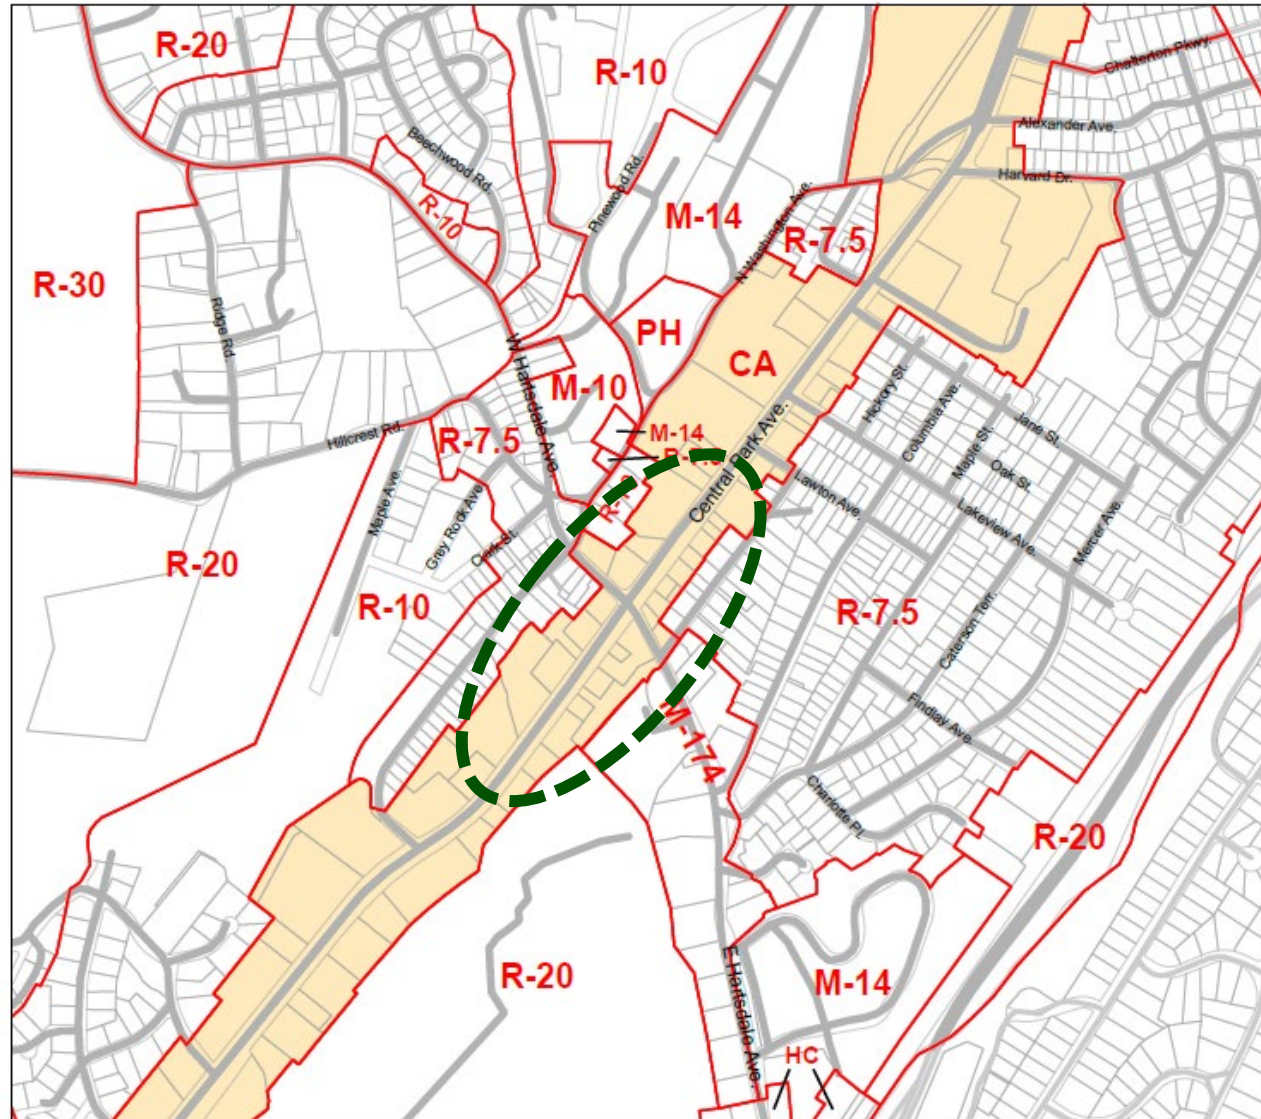 R-20
R-10
Chatterton Pkwy.
Alexander Ave.
Beechwood Rd.
Harvard Dr.
R-10
Pinewood Rd.
M-14
N Washington Ave.
R-7.5
R-30
Ridge Rd.
PH
W Hartsdale Ave.
CA
M-10
Hickory St.
Columbia Ave.
Maple St.
Jane St.
Hillcrest Rd.
R-7.5
M-14
Central Park Ave.
Oak St.
Maple Ave.
Grey Rock Ave
Lawton Ave.
Lakeview Ave.
Mercer Ave.
R-20
R-10
R-7.5
Caterson Terr.
Findlay Ave.
M-174
Charlotte Pl.
R-20
R-20
M-14
E Hartsdale Ave.
HC